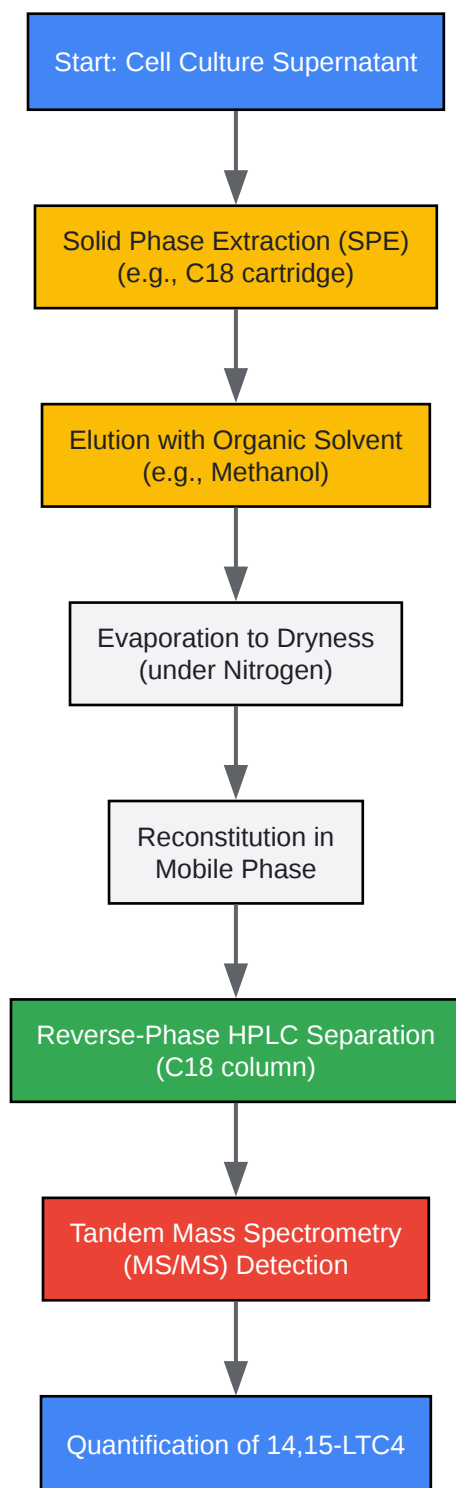 Start: Cell Culture Supernatant
Solid Phase Extraction (SPE)
(e.g., C18 cartridge)
Elution with Organic Solvent
(e.g., Methanol)
Evaporation to Dryness
(under Nitrogen)
Reconstitution in
Mobile Phase
Reverse-Phase HPLC Separation
(C18 column)
Tandem Mass Spectrometry
(MS/MS) Detection
Quantification of 14,15-LTC4